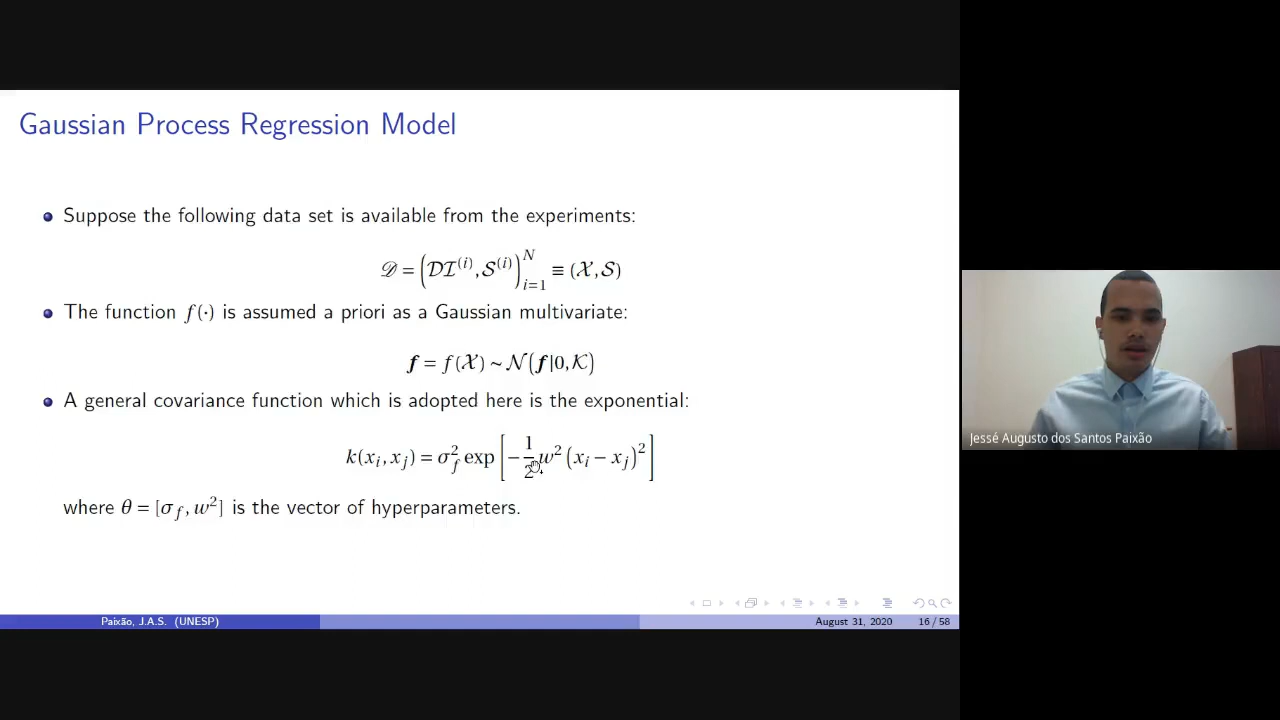 Gaussian Process Regression Model
Suppose the following data set is available from the experiments:
𝒟 = (𝒟ℐ^(i), 𝒮^(i))_{i=1}^N ≡ (𝒳, 𝒮)
The function f(·) is assumed a priori as a Gaussian multivariate:
f = f(𝒳) ~ 𝒩(f|0, 𝒦)
A general covariance function which is adopted here is the exponential:
k(x_i, x_j) = σ_f^2 exp[−1/2 w^2 (x_i − x_j)^2]
where θ = [σ_f, w^2] is the vector of hyperparameters.
Jessé Augusto dos Santos Paixão
Paixão, J.A.S. (UNESP) August 31, 2020 16 / 58